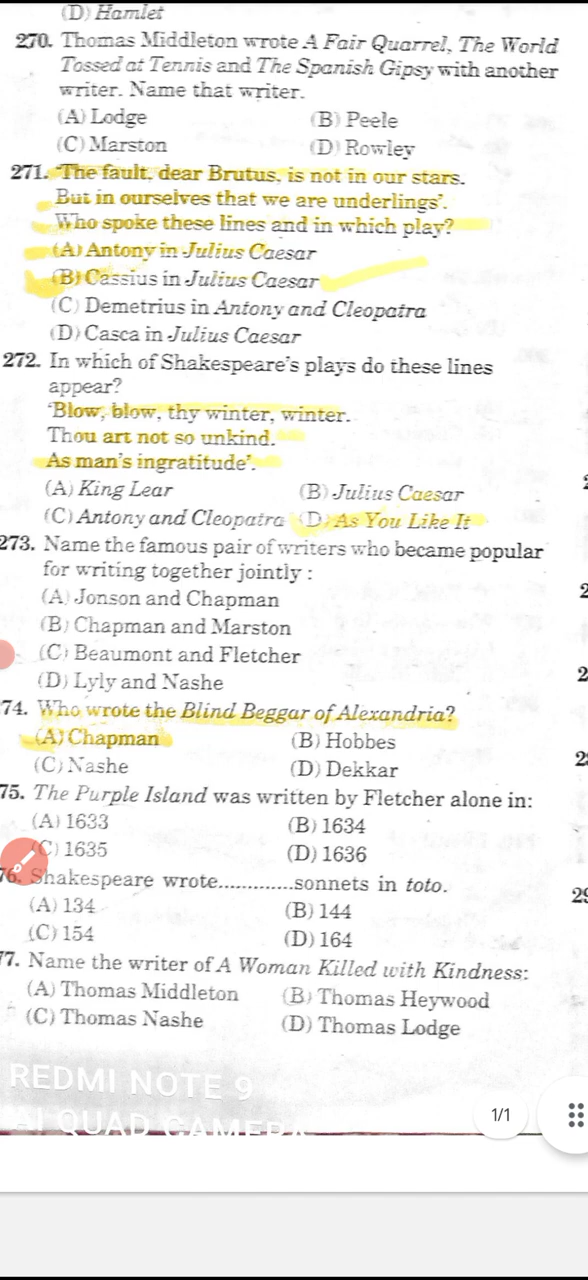 (D) Hamlet
270. Thomas Middleton wrote A Fair Quarrel, The World
Tossed at Tennis and The Spanish Gipsy with another
writer. Name that writer.
(A) Lodge (B) Peele
(C) Marston (D) Rowley
271. 'The fault, dear Brutus, is not in our stars.
But in ourselves that we are underlings'.
Who spoke these lines and in which play?
(A) Antony in Julius Caesar
(B) Cassius in Julius Caesar
(C) Demetrius in Antony and Cleopatra
(D) Casca in Julius Caesar
272. In which of Shakespeare's plays do these lines
appear?
'Blow, blow, thy winter, winter.
Thou art not so unkind.
As man's ingratitude'.
(A) King Lear (B) Julius Caesar
(C) Antony and Cleopatra (D) As You Like It
273. Name the famous pair of writers who became popular
for writing together jointly :
(A) Jonson and Chapman
(B) Chapman and Marston
(C) Beaumont and Fletcher
(D) Lyly and Nashe
74. Who wrote the Blind Beggar of Alexandria?
(A) Chapman (B) Hobbes
(C) Nashe (D) Dekkar
75. The Purple Island was written by Fletcher alone in:
(A) 1633 (B) 1634
C) 1635 (D) 1636
76. Shakespeare wrote.............sonnets in toto.
(A) 134 (B) 144
(C) 154 (D) 164
77. Name the writer of A Woman Killed with Kindness:
(A) Thomas Middleton (B) Thomas Heywood
(C) Thomas Nashe (D) Thomas Lodge
REDMI NOTE 9
AI QUAD CAMERA
1/1